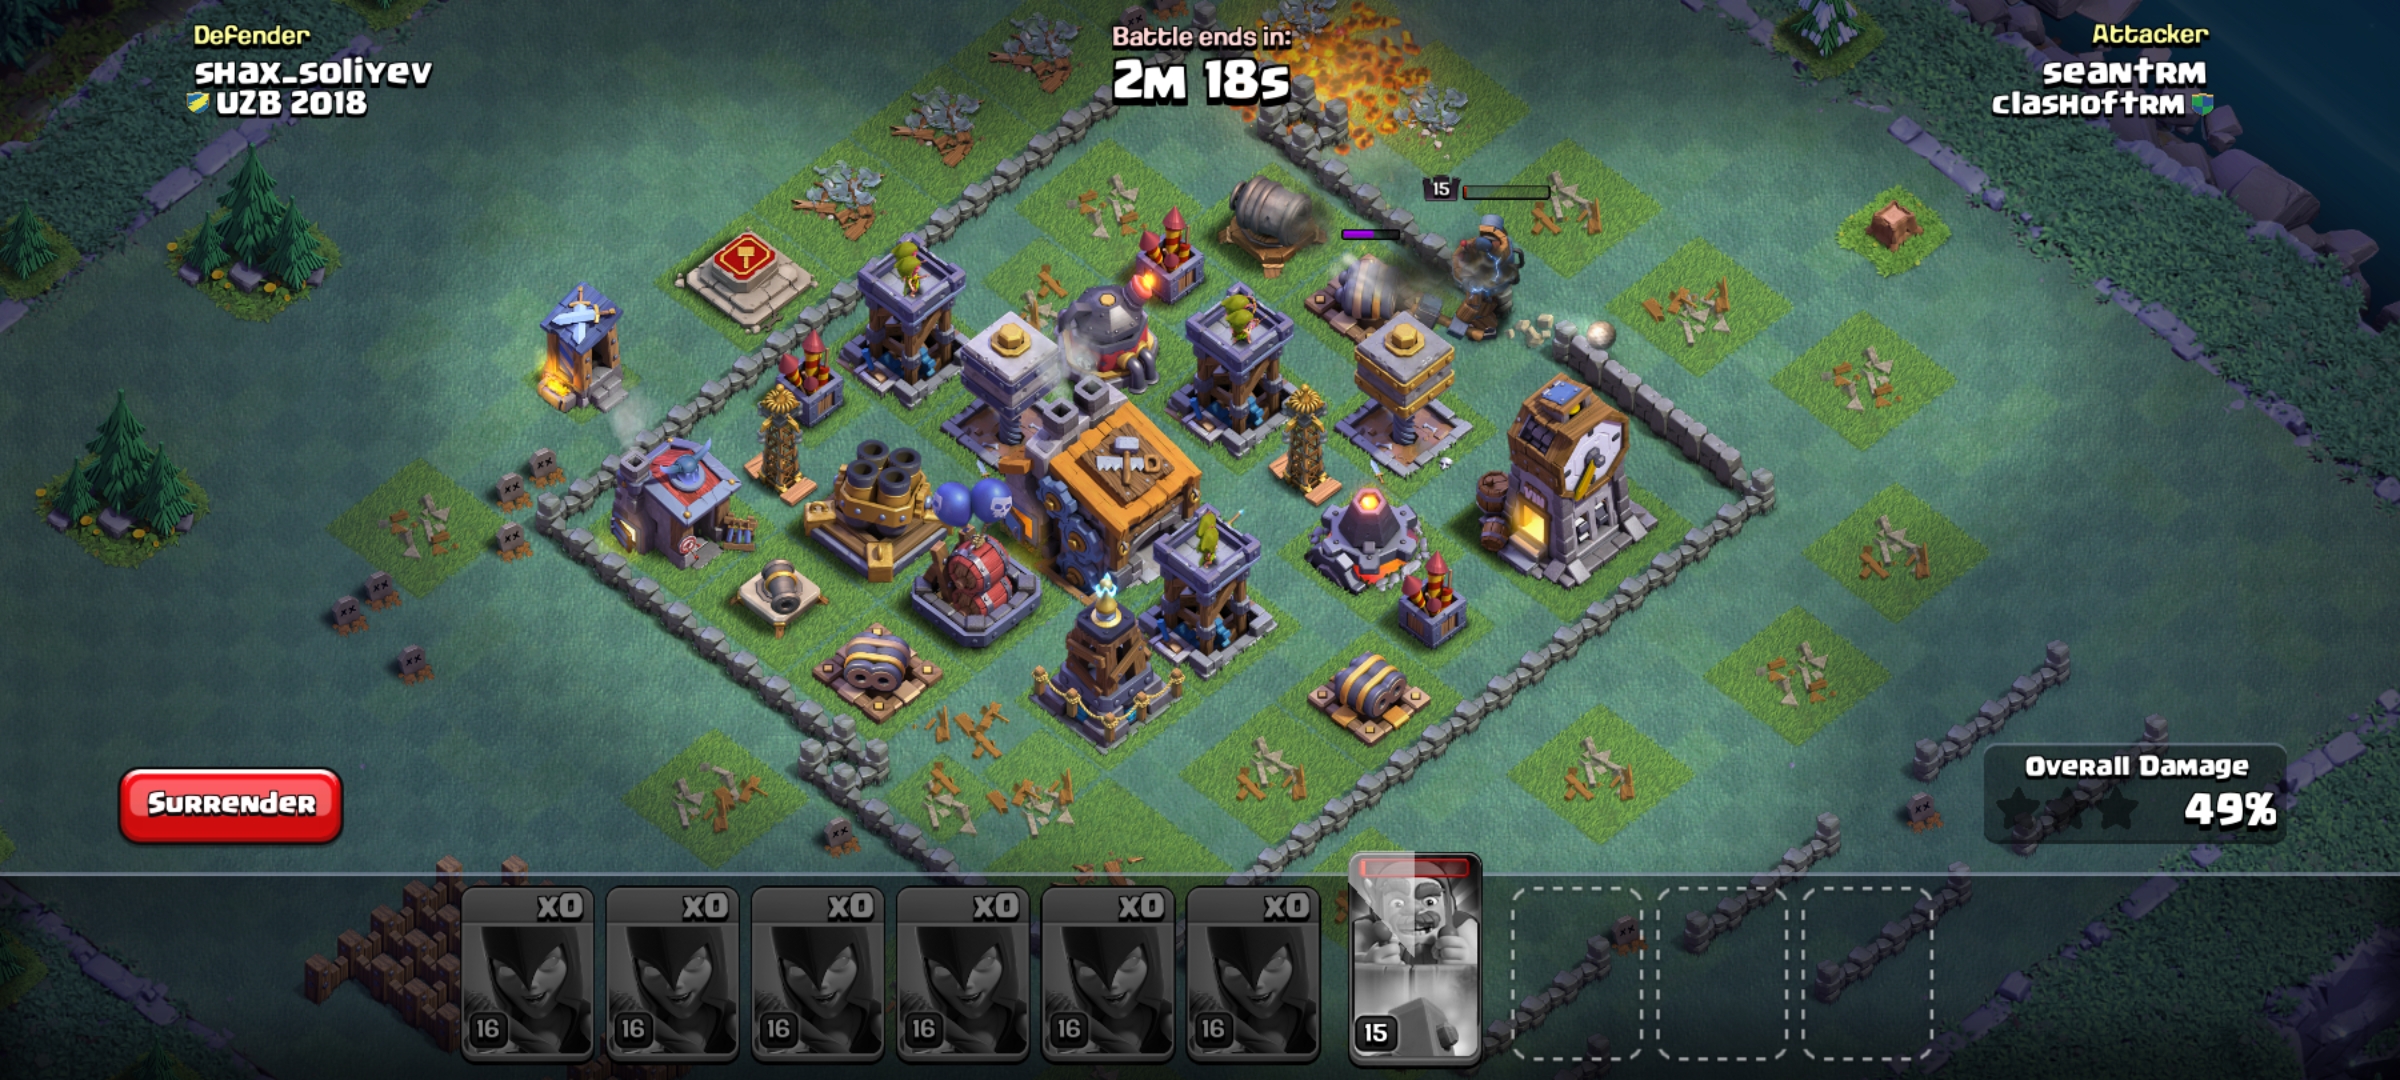 Defender
sHax_soliYev
UZB 2018
Battle ends in:
2M 18s
Attacker
seantRM
clashoftRM
15
VIII
Surrender
Overall Damage
49%
x0
x0
x0
x0
x0
x0
16
16
16
16
16
16
15